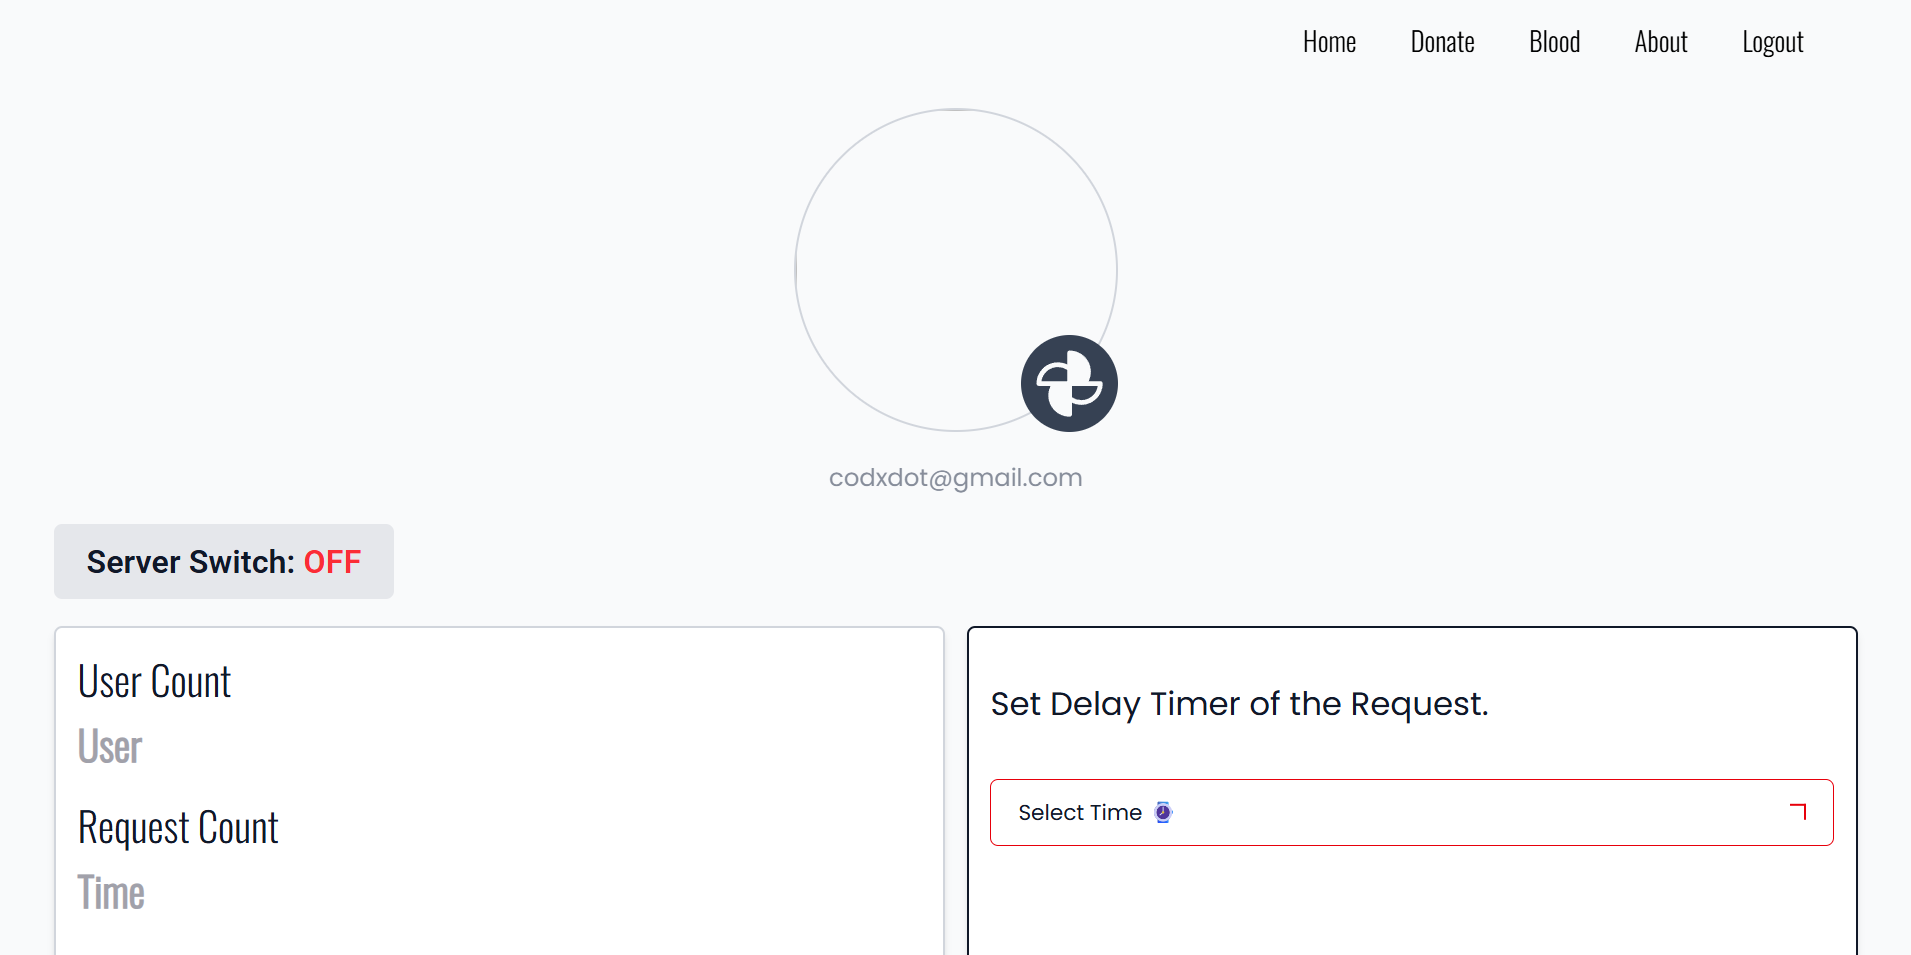 Home Donate Blood About Logout
codxdot@gmail.com
Server Switch: OFF
User Count
User
Request Count
Time
Set Delay Timer of the Request.
Select Time